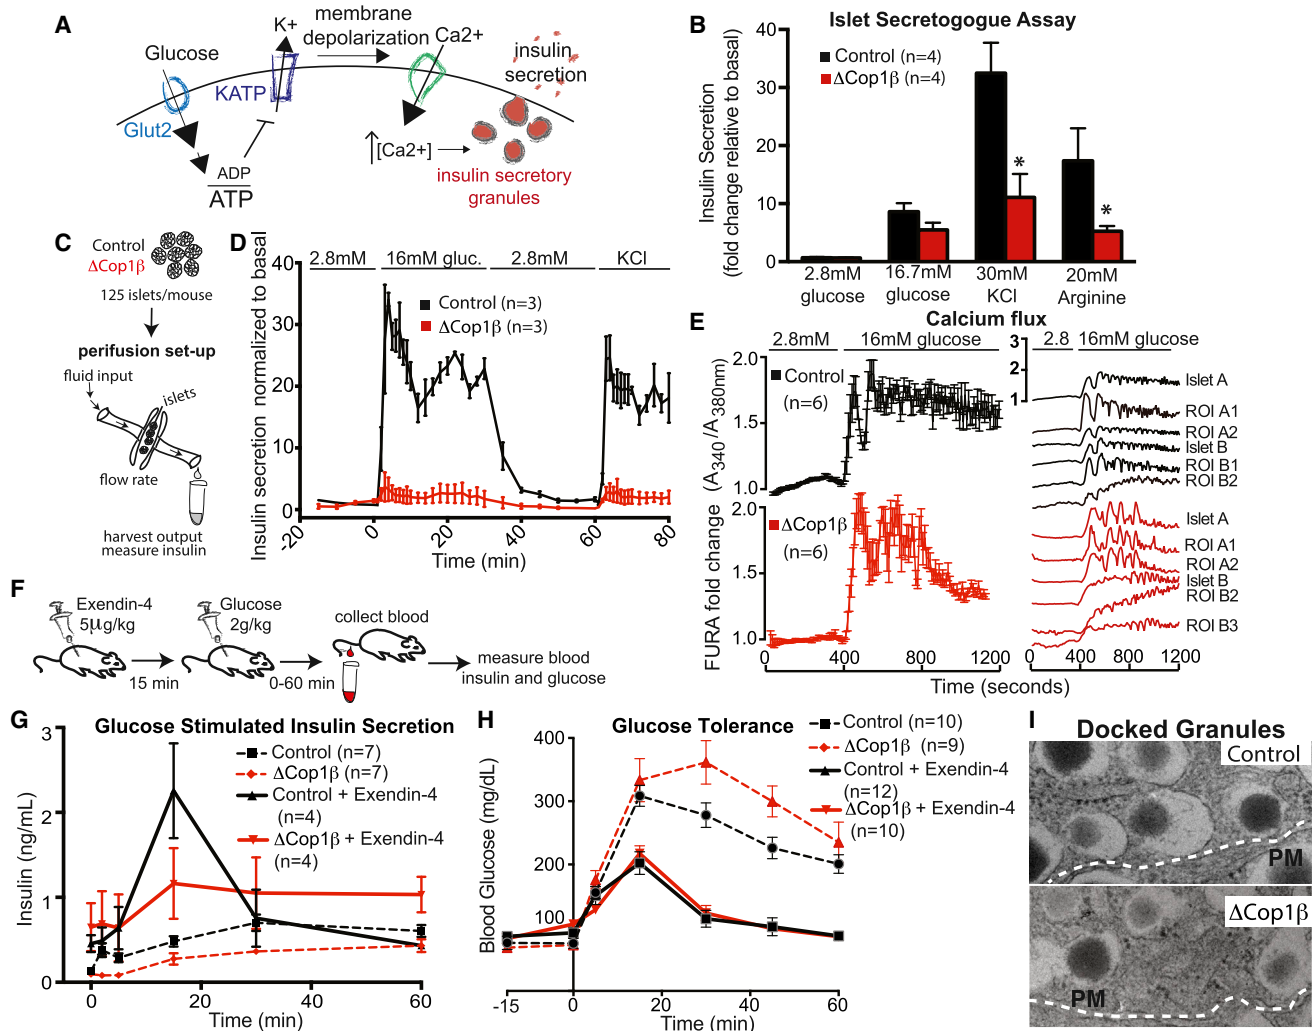 A
Glucose
K+
membrane
depolarization
Ca2+
insulin
secretion
KATP
Glut2
ADP
ATP
[Ca2+]
insulin secretory
granules
B
Islet Secretogogue Assay
Insulin Secretion
(fold change relative to basal)
40
30
20
10
0
Control (n=4)
ΔCop1β (n=4)
*
*
2.8mM
glucose
16.7mM
glucose
30mM
KCl
20mM
Arginine
C
Control
ΔCop1β
125 islets/mouse
perifusion set-up
fluid input
islets
flow rate
harvest output
measure insulin
D
Insulin secretion normalized to basal
2.8mM
16mM gluc.
2.8mM
KCl
40
30
20
10
0
Control (n=3)
ΔCop1β (n=3)
-20
0
20
40
60
80
Time (min)
E
Calcium flux
FURA fold change (A340/A380nm)
2.8mM
16mM glucose
2.0
1.5
1.0
Control
(n=6)
2.0
1.5
1.0
ΔCop1β
(n=6)
0
400
800
1200
2.8
16mM glucose
3
2
1
Islet A
ROI A1
ROI A2
Islet B
ROI B1
ROI B2
Islet A
ROI A1
ROI A2
Islet B
ROI B2
ROI B3
0
400
800
1200
Time (seconds)
F
Exendin-4
5μg/kg
15 min
Glucose
2g/kg
0-60 min
collect blood
measure blood
insulin and glucose
G
Glucose Stimulated Insulin Secretion
Insulin (ng/mL)
3
2
1
0
Control (n=7)
ΔCop1β (n=7)
Control + Exendin-4
(n=4)
ΔCop1β + Exendin-4
(n=4)
0
20
40
60
Time (min)
H
Glucose Tolerance
Blood Glucose (mg/dL)
400
300
200
100
Control (n=10)
ΔCop1β (n=9)
Control + Exendin-4
(n=12)
ΔCop1β + Exendin-4
(n=10)
-15
0
20
40
60
Time (min)
I
Docked Granules
Control
PM
ΔCop1β
PM